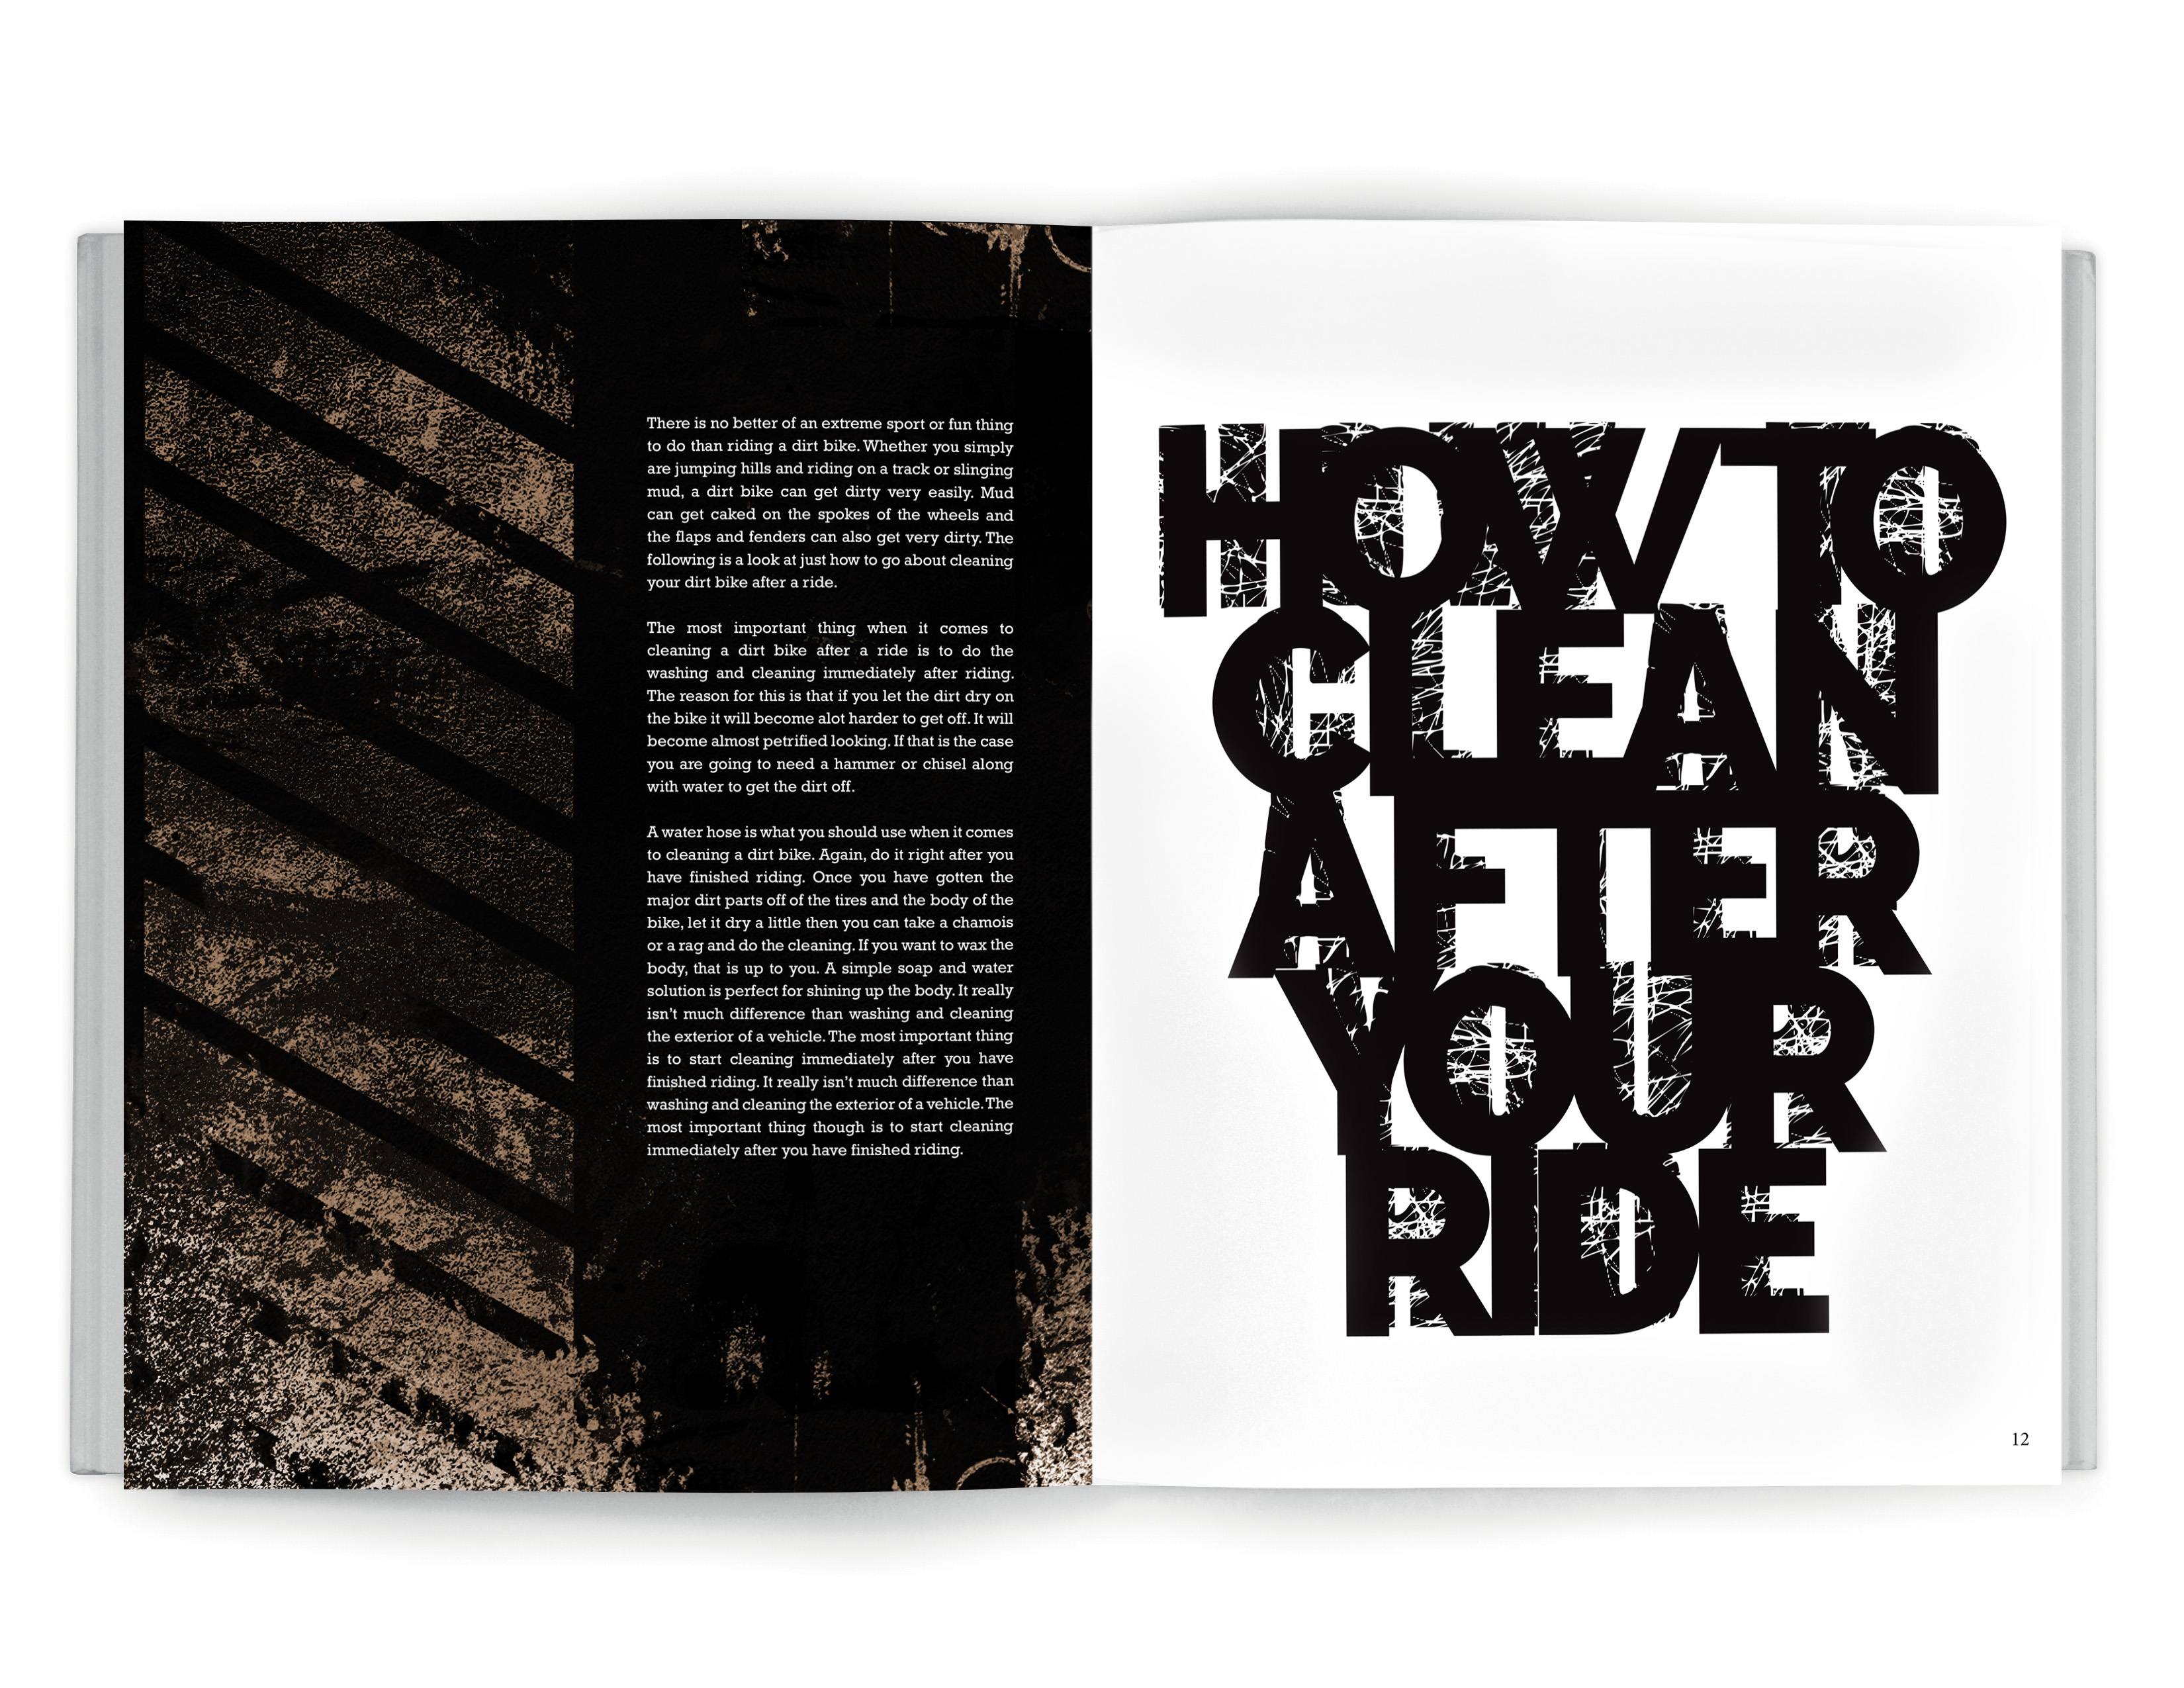 There is no better of an extreme sport or fun thing
to do than riding a dirt bike. Whether you simply
are jumping hills and riding on a track or slinging
mud, a dirt bike can get dirty very easily. Mud
can get caked on the spokes of the wheels and
the flaps and fenders can also get very dirty. The
following is a look at just how to go about cleaning
your dirt bike after a ride.
The most important thing when it comes to
cleaning a dirt bike after a ride is to do the
washing and cleaning immediately after riding.
The reason for this is that if you let the dirt dry on
the bike it will become alot harder to get off. It will
become almost petrified looking. If that is the case
you are going to need a hammer or chisel along
with water to get the dirt off.
A water hose is what you should use when it comes
to cleaning a dirt bike. Again, do it right after you
have finished riding. Once you have gotten the
major dirt parts off of the tires and the body of the
bike, let it dry a little then you can take a chamois
or a rag and do the cleaning. If you want to wax the
body, that is up to you. A simple soap and water
solution is perfect for shining up the body. It really
isn't much difference than washing and cleaning
the exterior of a vehicle. The most important thing
is to start cleaning immediately after you have
finished riding. It really isn't much difference than
washing and cleaning the exterior of a vehicle. The
most important thing though is to start cleaning
immediately after you have finished riding.
HOW TO
CLEAN
AFTER
YOUR
RIDE
12